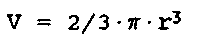 V = 2/3·π·r³